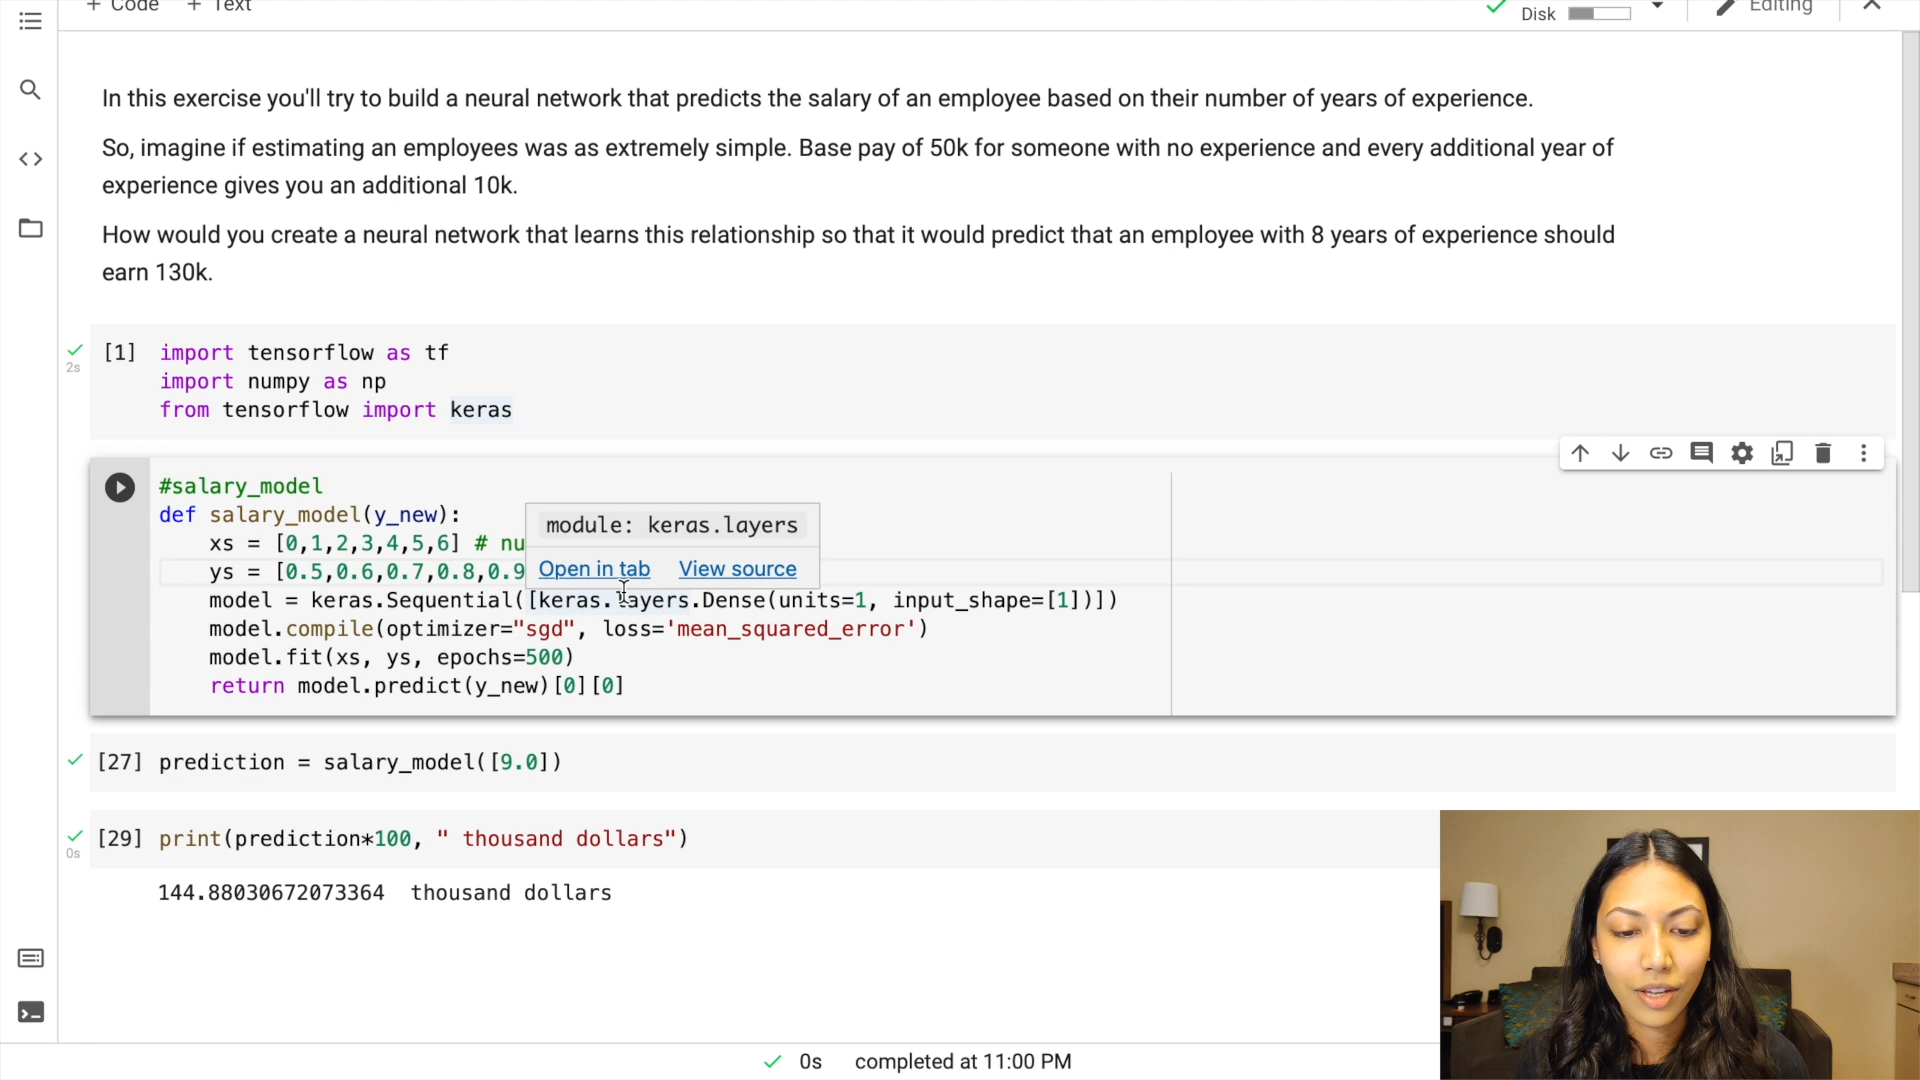 + Code + Text
Disk
Editing
In this exercise you'll try to build a neural network that predicts the salary of an employee based on their number of years of experience.
So, imagine if estimating an employees was as extremely simple. Base pay of 50k for someone with no experience and every additional year of
experience gives you an additional 10k.
How would you create a neural network that learns this relationship so that it would predict that an employee with 8 years of experience should
earn 130k.
[1] import tensorflow as tf
2s
import numpy as np
from tensorflow import keras
#salary_model
def salary_model(y_new):
module: keras.layers
xs = [0,1,2,3,4,5,6] # nu
Open in tab View source
ys = [0.5,0.6,0.7,0.8,0.9
model = keras.Sequential([keras.layers.Dense(units=1, input_shape=[1])])
model.compile(optimizer="sgd", loss='mean_squared_error')
model.fit(xs, ys, epochs=500)
return model.predict(y_new)[0][0]
[27] prediction = salary_model([9.0])
[29] print(prediction*100, " thousand dollars")
0s
144.88030672073364  thousand dollars
0s completed at 11:00 PM